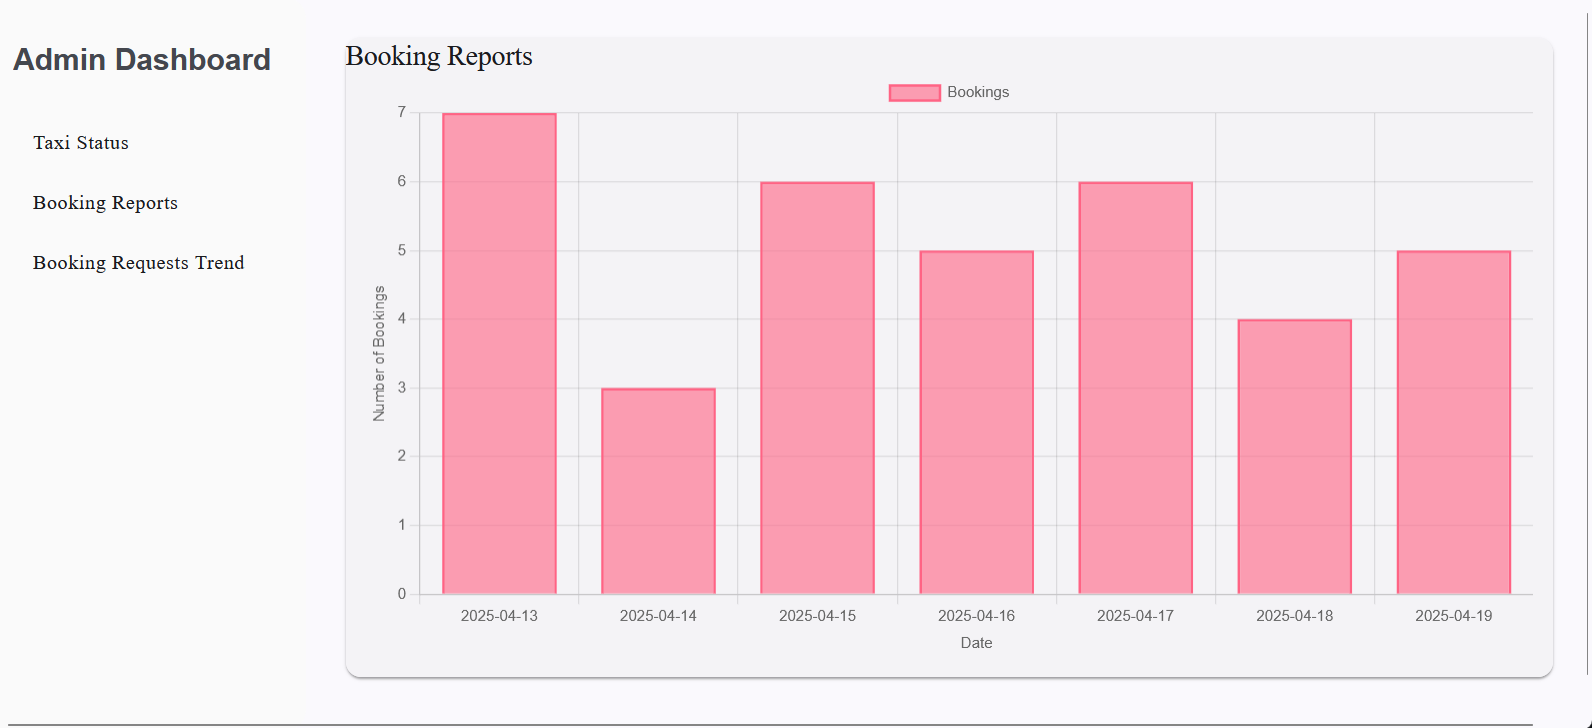 Admin Dashboard
Taxi Status
Booking Reports
Booking Requests Trend
Booking Reports
Bookings
7
6
5
4
3
2
1
0
Number of Bookings
2025-04-13
2025-04-14
2025-04-15
2025-04-16
2025-04-17
2025-04-18
2025-04-19
Date